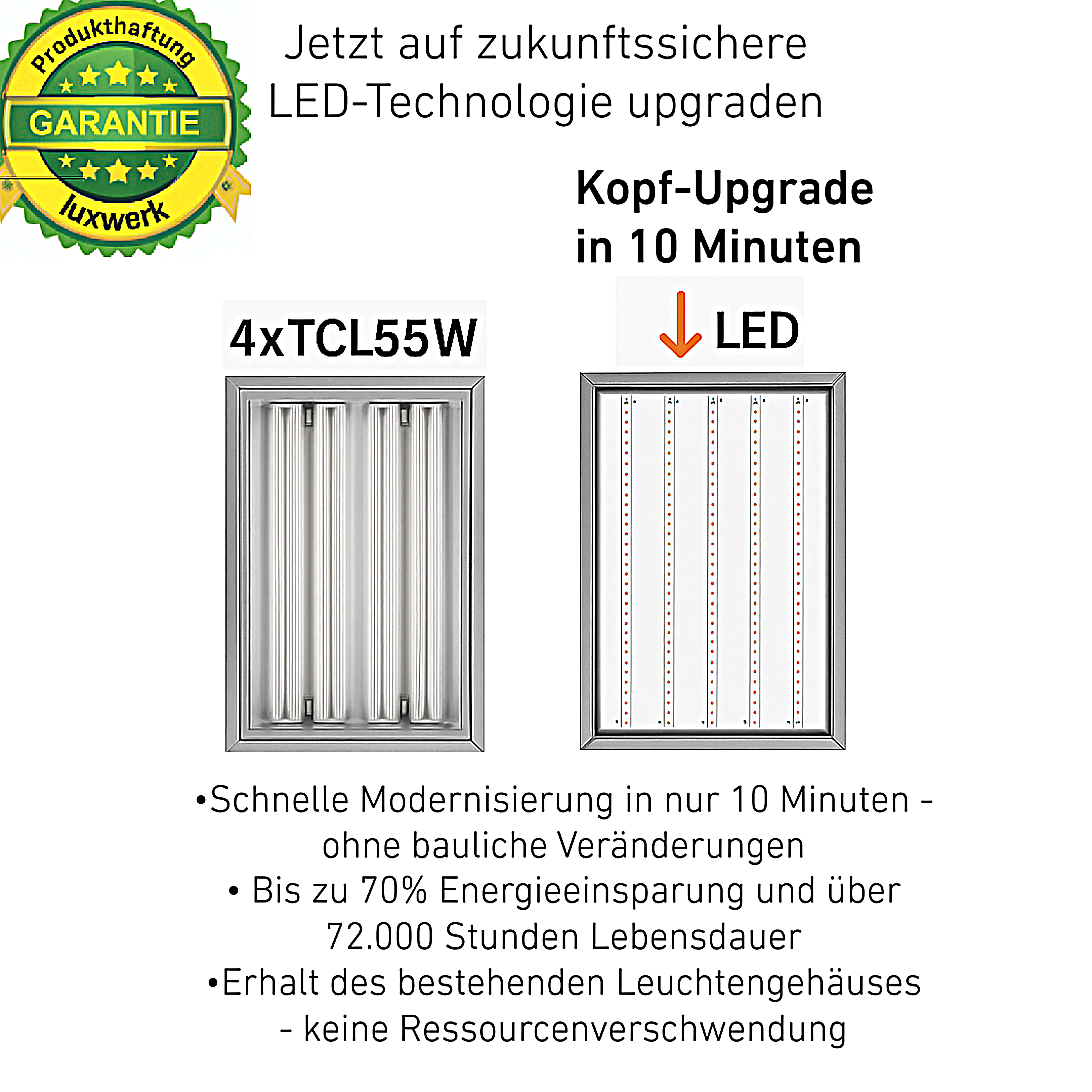 Produkthaftung
GARANTIE
luxwerk
Jetzt auf zukunftssichere
LED-Technologie upgraden
Kopf-Upgrade
in 10 Minuten
4xTCL55W
LED
•Schnelle Modernisierung in nur 10 Minuten -
ohne bauliche Veränderungen
• Bis zu 70% Energieeinsparung und über
72.000 Stunden Lebensdauer
•Erhalt des bestehenden Leuchtengehäuses
- keine Ressourcenverschwendung